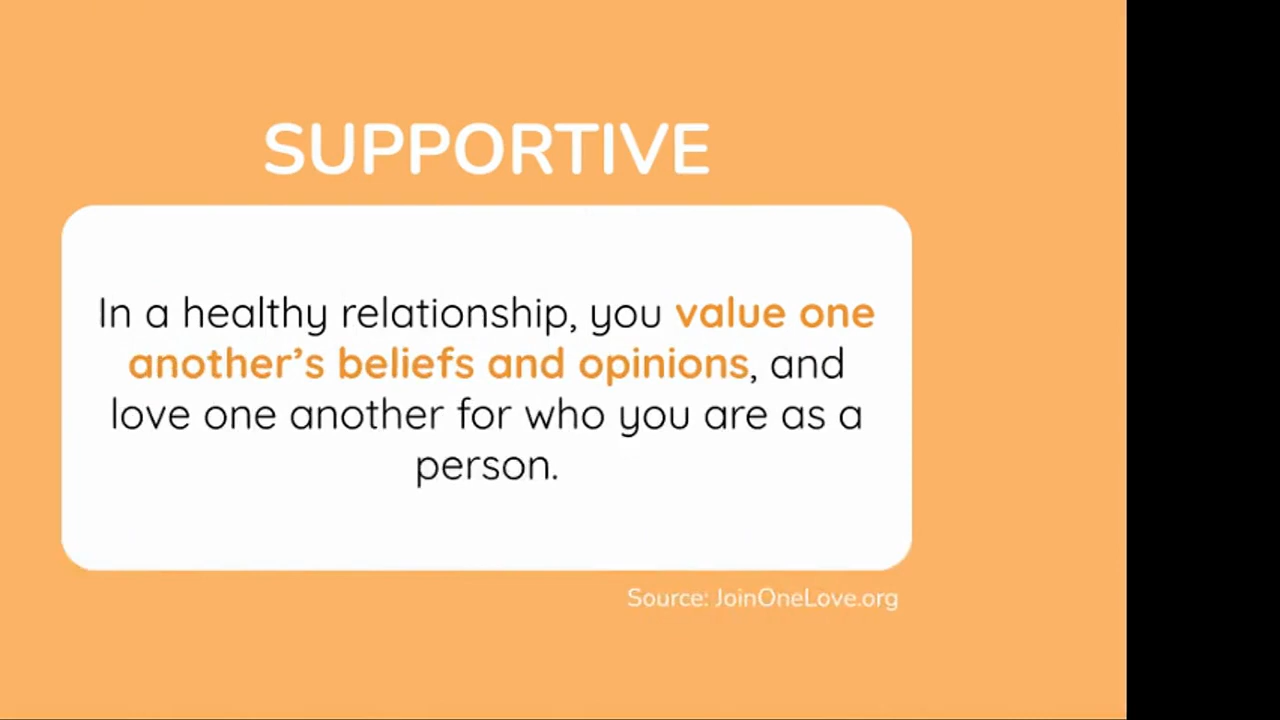 SUPPORTIVE
In a healthy relationship, you value one
another’s beliefs and opinions, and
love one another for who you are as a
person.
Source: JoinOneLove.org